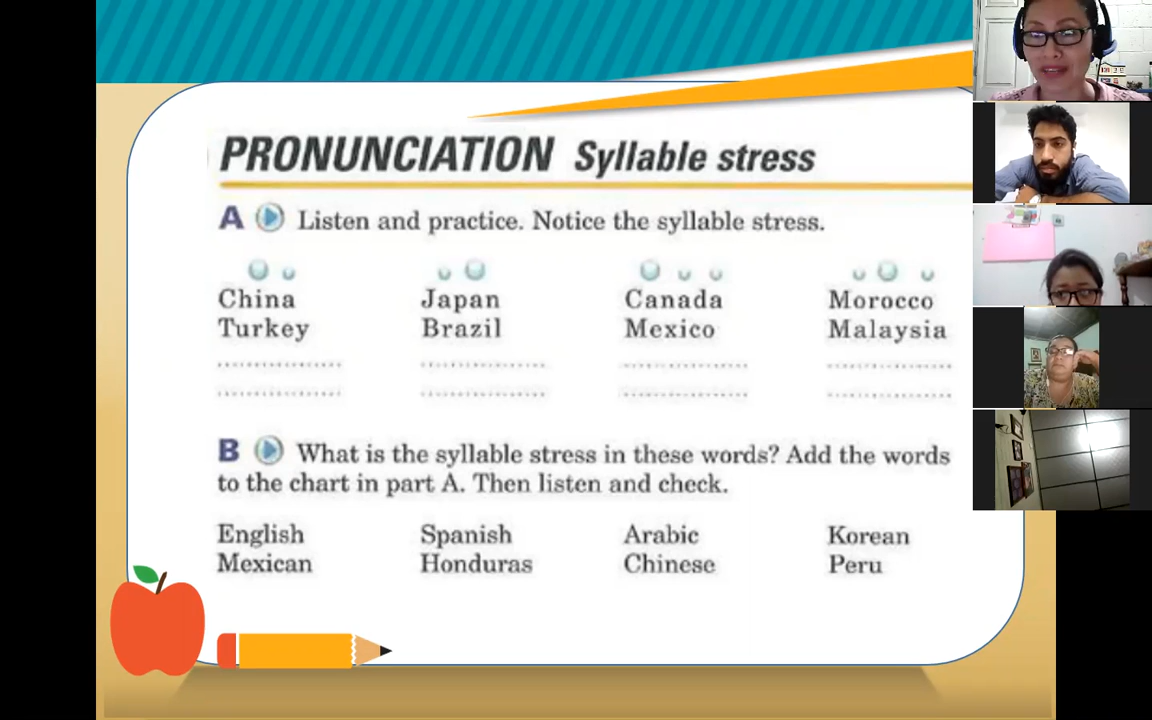 PRONUNCIATION Syllable stress
A Listen and practice. Notice the syllable stress.
China Japan Canada Morocco
Turkey Brazil Mexico Malaysia
B What is the syllable stress in these words? Add the words
to the chart in part A. Then listen and check.
English Spanish Arabic Korean
Mexican Honduras Chinese Peru